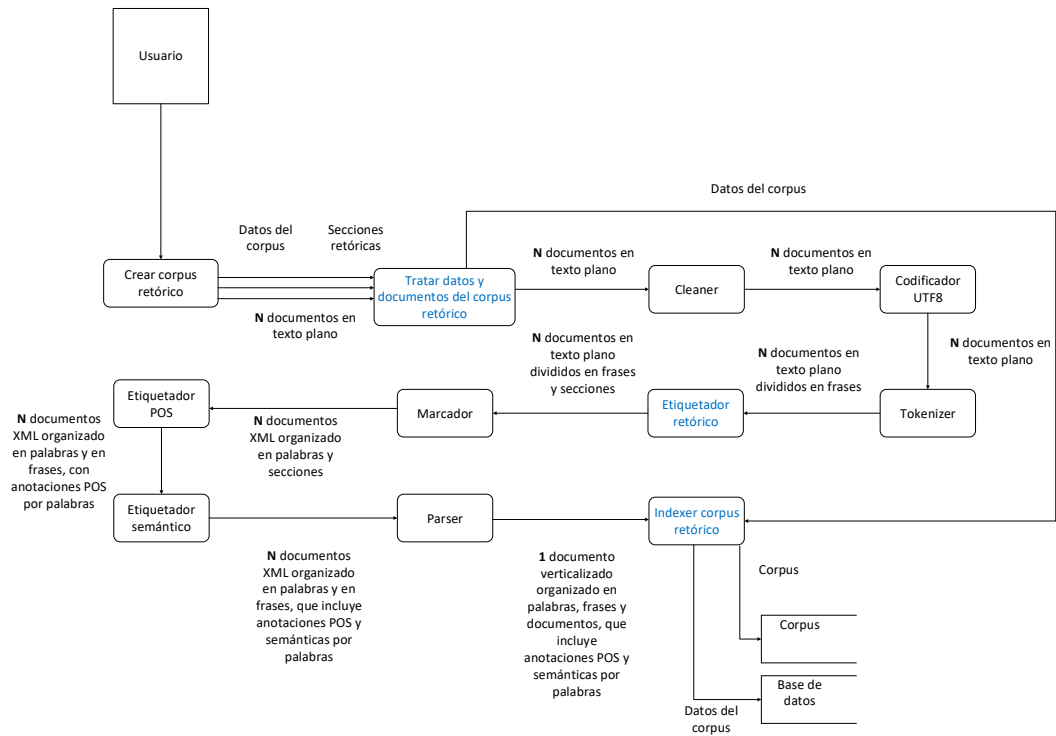 Usuario
Datos del corpus
Datos del
corpus
Secciones
retóricas
Crear corpus
retórico
N documentos en
texto plano
Tratar datos y
documentos del corpus
retórico
N documentos en
texto plano
Cleaner
N documentos en
texto plano
Codificador
UTF8
N documentos en
texto plano
Tokenizer
N documentos en
texto plano
divididos en frases
Etiquetador
retórico
N documentos en
texto plano
divididos en frases
y secciones
Marcador
N documentos
XML organizado
en palabras y
secciones
Etiquetador
POS
N documentos
XML organizado
en palabras y en
frases, con
anotaciones POS
por palabras
Etiquetador
semántico
N documentos
XML organizado
en palabras y en
frases, que incluye
anotaciones POS y
semánticas por
palabras
Parser
1 documento
verticalizado
organizado en
palabras, frases y
documentos, que
incluye
anotaciones POS y
semánticas por
palabras
Indexer corpus
retórico
Corpus
Corpus
Base de
datos
Datos del
corpus